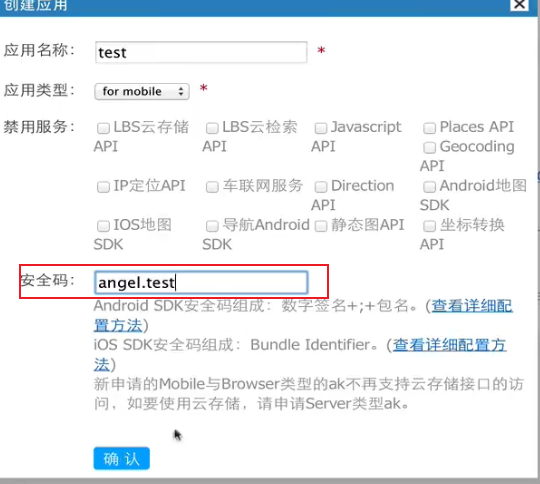 创建应用
应用名称： test *
应用类型： for mobile *
禁用服务： LBS云存储API LBS云检索API Javascript API Places API
Geocoding API
IP定位API 车联网服务 Direction API Android地图SDK
IOS地图SDK 导航Android SDK 静态图API 坐标转换API
安全码： angel.test
Android SDK安全码组成：数字签名+;+包名。(查看详细配
置方法)
iOS SDK安全码组成：Bundle Identifier。(查看详细配置方
法)
新申请的Mobile与Browser类型的ak不再支持云存储接口的访
问，如要使用云存储，请申请Server类型ak。
确认